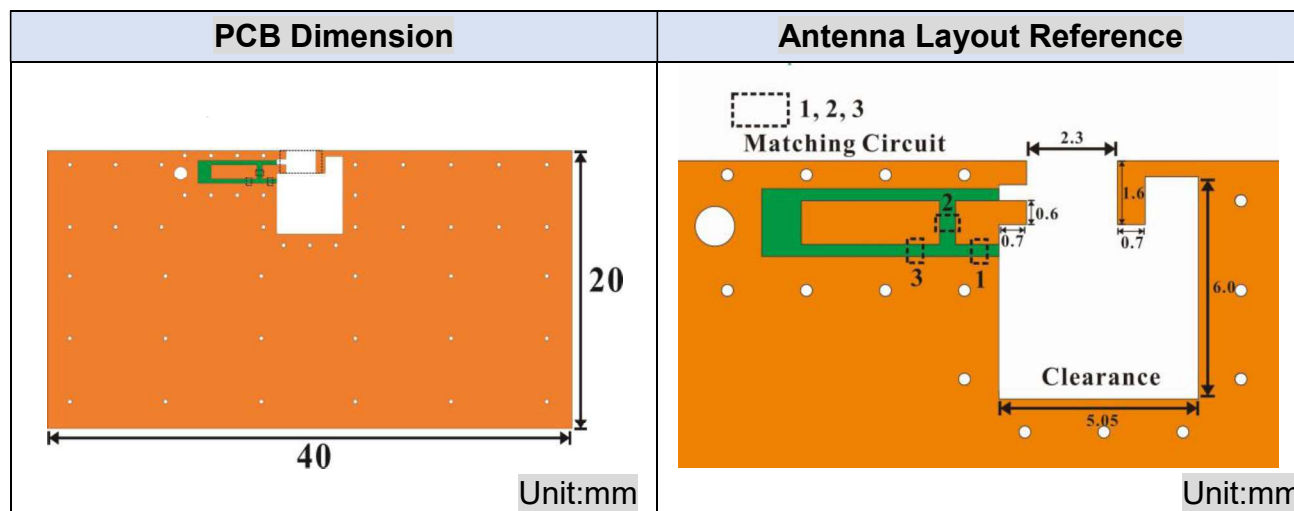 PCB Dimension
Antenna Layout Reference
20
40
Unit:mm
1, 2, 3
Matching Circuit
2.3
2
1.6
0.6
0.7
0.7
3
1
6.0
Clearance
5.05
Unit:mm